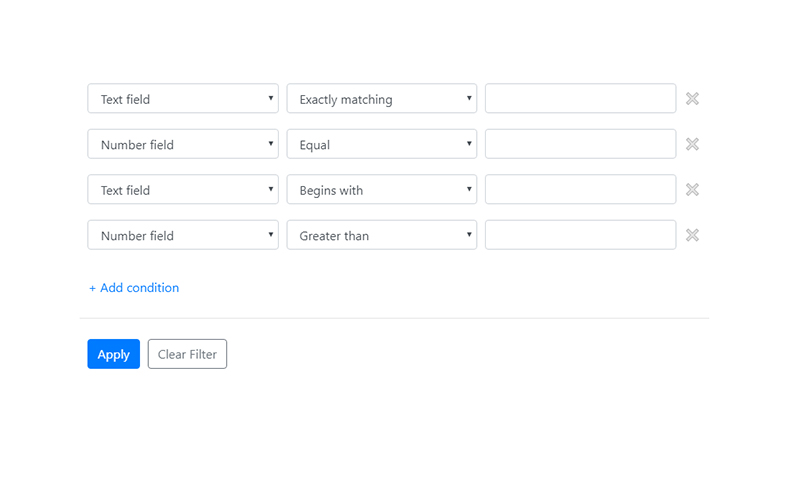 Text field Exactly matching
Number field Equal
Text field Begins with
Number field Greater than
+ Add condition
Apply Clear Filter